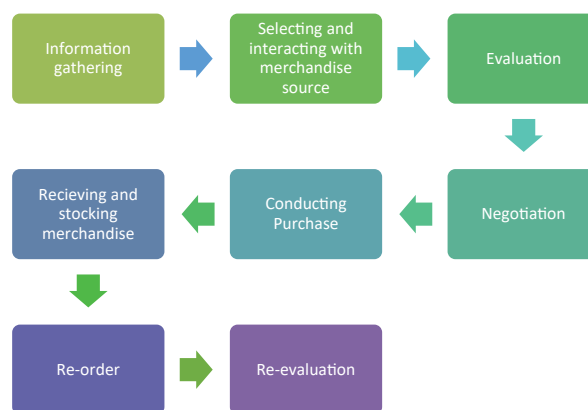 Information
gathering
Selecting and
interacting with
merchandise
source
Evaluation
Negotiation
Conducting
Purchase
Recieving and
stocking
merchandise
Re-order
Re-evaluation